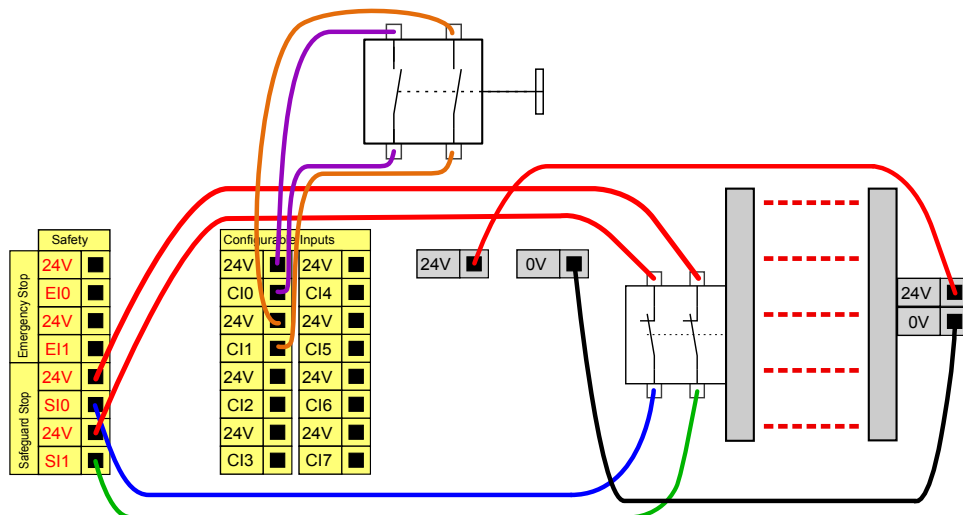 Safety
Emergency Stop
24V
EI0
24V
EI1
Safeguard Stop
24V
SI0
24V
SI1
Configurable Inputs
24V 24V
CI0 CI4
24V 24V
CI1 CI5
24V 24V
CI2 CI6
24V 24V
CI3 CI7
24V 0V
24V
0V